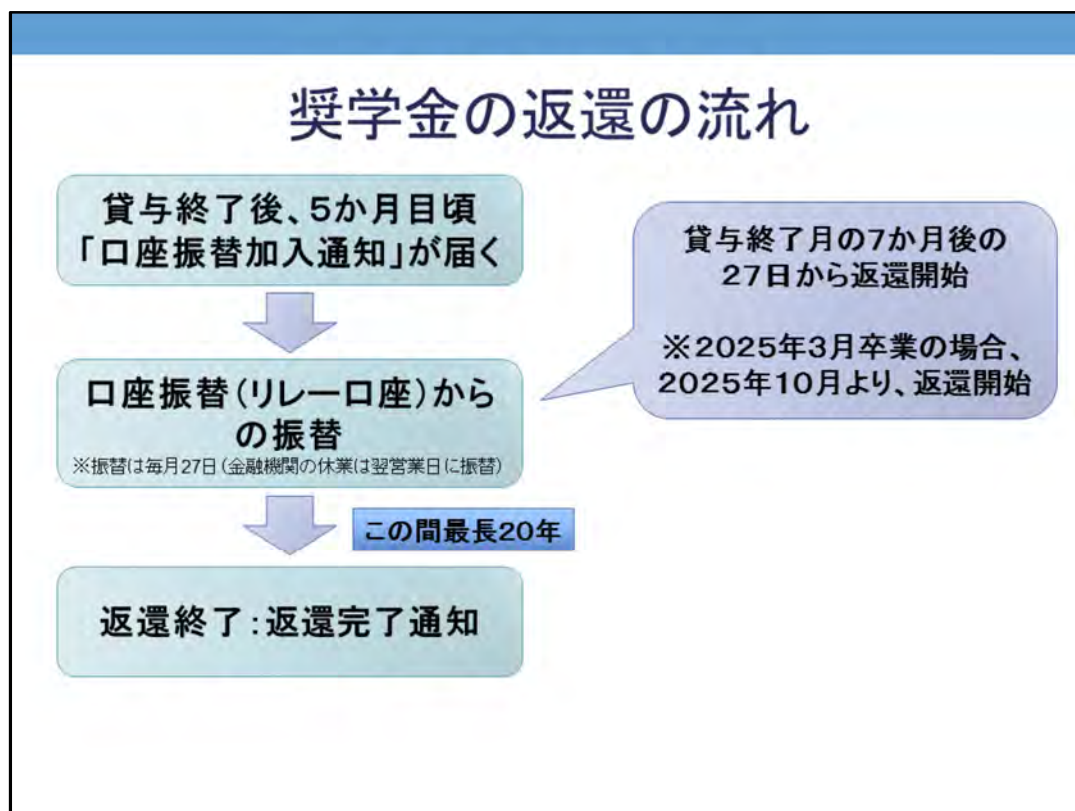 奨学金の返還の流れ
貸与終了後、5か月目頃
「口座振替加入通知」が届く
貸与終了月の7か月後の
27日から返還開始
※2025年3月卒業の場合、
2025年10月より、返還開始
口座振替(リレー口座)から
の振替
※振替は毎月27日(金融機関の休業は翌営業日に振替)
この間最長20年
返還終了:返還完了通知